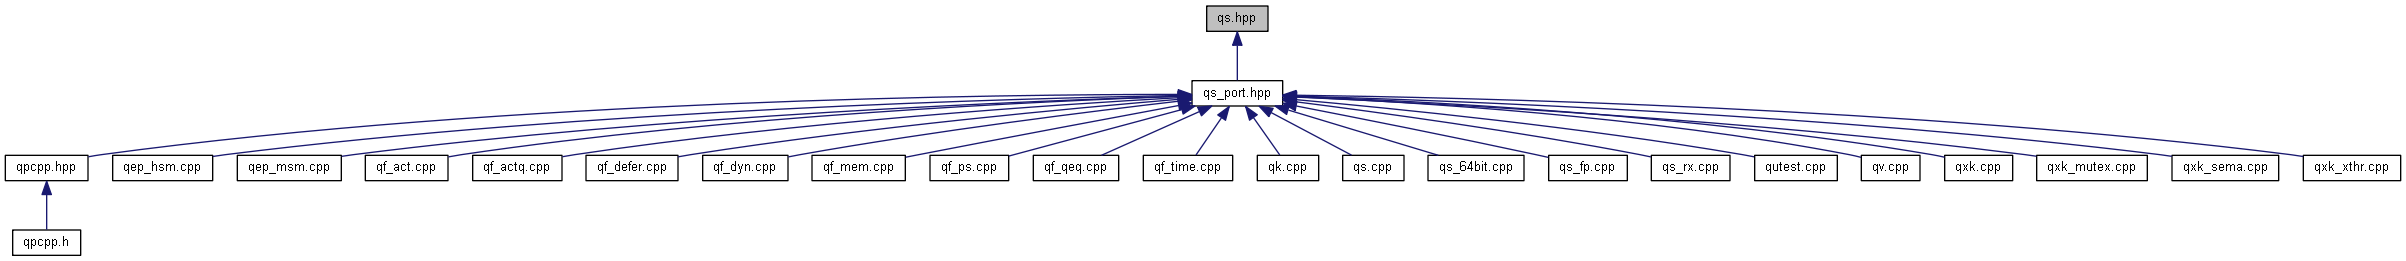 qs.hpp
qs_port.hpp
qpcpp.hpp
qep_hsm.cpp
qep_msm.cpp
qf_act.cpp
qf_actq.cpp
qf_defer.cpp
qf_dyn.cpp
qf_mem.cpp
qf_ps.cpp
qf_qeq.cpp
qf_time.cpp
qk.cpp
qs.cpp
qs_64bit.cpp
qs_fp.cpp
qs_rx.cpp
qutest.cpp
qv.cpp
qxk.cpp
qxk_mutex.cpp
qxk_sema.cpp
qxk_xthr.cpp
qpcpp.h